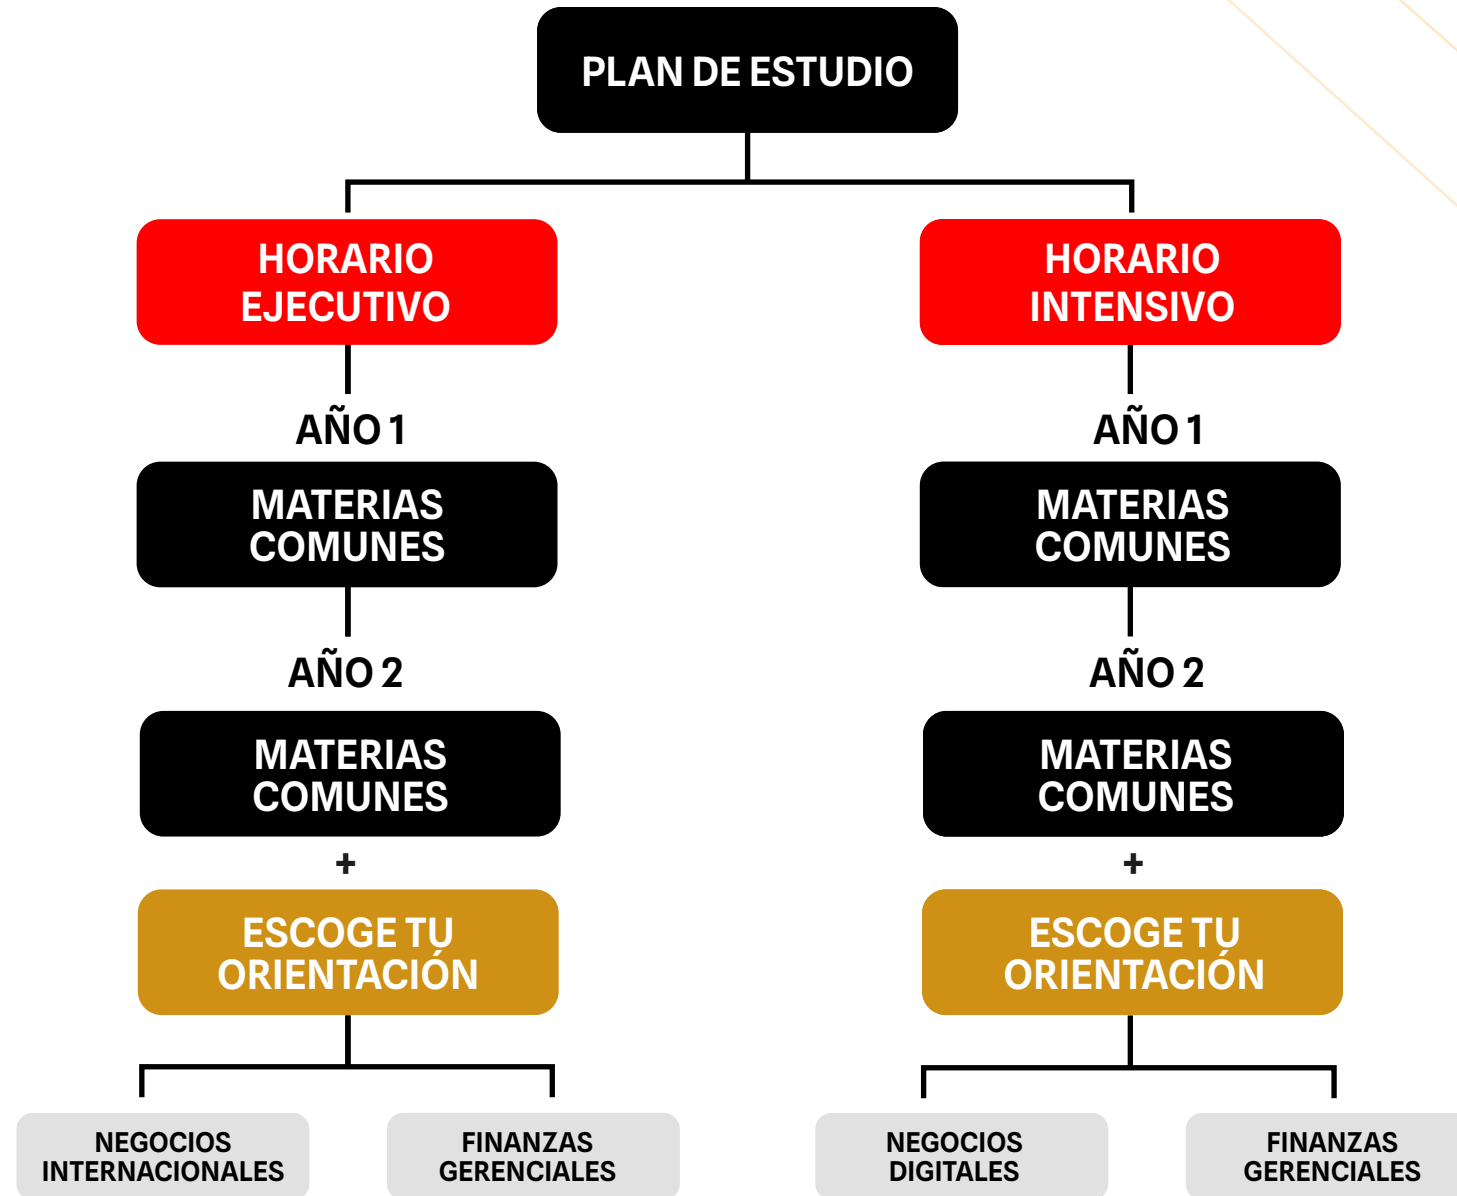 PLAN DE ESTUDIO
HORARIO
EJECUTIVO
AÑO 1
MATERIAS
COMUNES
AÑO 2
MATERIAS
COMUNES
+
ESCOGE TU
ORIENTACIÓN
NEGOCIOS
INTERNACIONALES
FINANZAS
GERENCIALES
HORARIO
INTENSIVO
AÑO 1
MATERIAS
COMUNES
AÑO 2
MATERIAS
COMUNES
+
ESCOGE TU
ORIENTACIÓN
NEGOCIOS
DIGITALES
FINANZAS
GERENCIALES